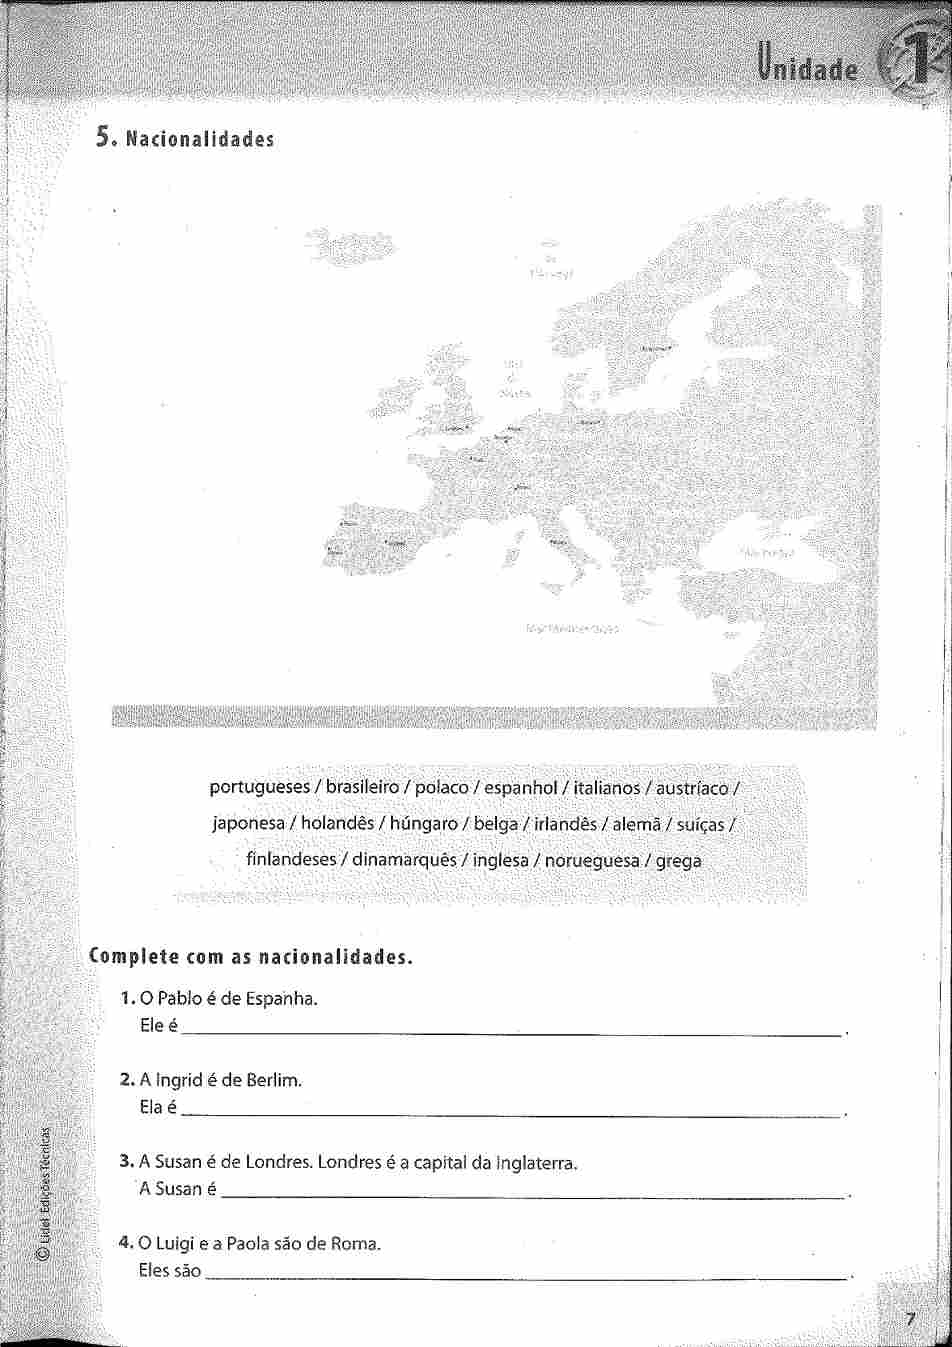 Unidade 1
5. Nacionalidades
portugueses / brasileiro / polaco / espanhol / italianos / austríaco /
japonesa / holandês / húngaro / belga / irlandês / alemã / suíças /
finlandeses / dinamarquês / inglesa / norueguesa / grega
Complete com as nacionalidades.
1. O Pablo é de Espanha.
Ele é .
2. A Ingrid é de Berlim.
Ela é .
3. A Susan é de Londres. Londres é a capital da Inglaterra.
A Susan é .
4. O Luigi e a Paola são de Roma.
Eles são .
© Lidel Edições Técnicas
7